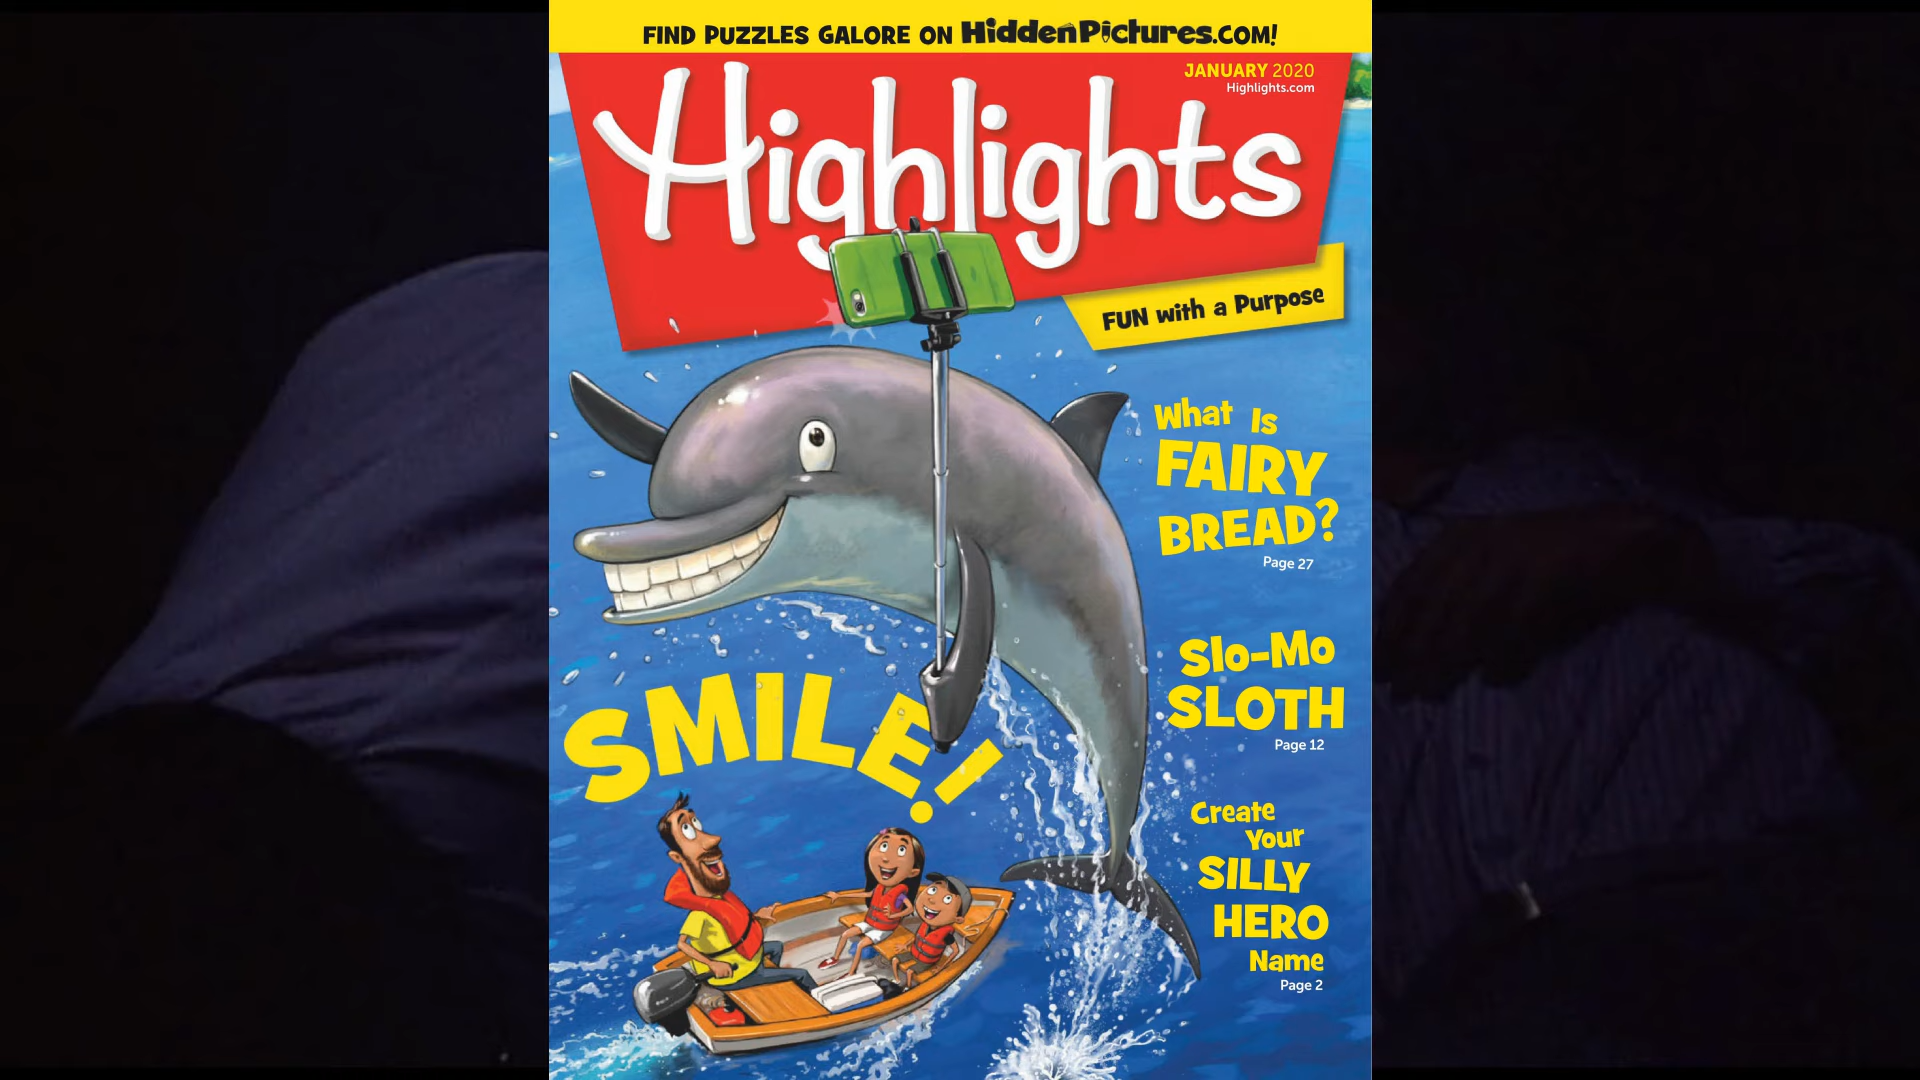 FIND PUZZLES GALORE ON HiddenPictures.COM!
JANUARY 2020
Highlights.com
Highlights
FUN with a Purpose
What Is
FAIRY
BREAD?
Page 27
Slo-Mo
SLOTH
Page 12
SMILE!
Create
Your
SILLY
HERO
Name
Page 2